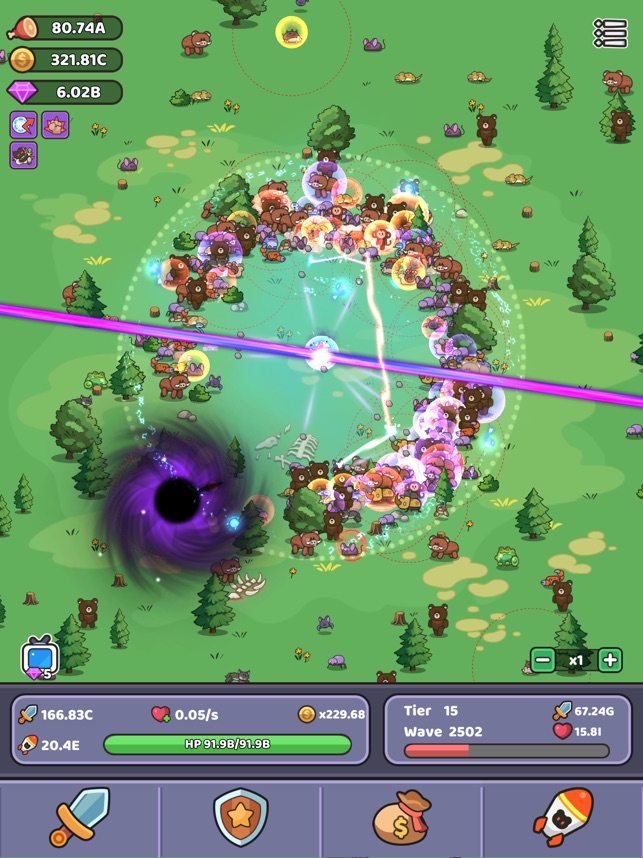 80.74A
321.81C
6.02B
5
x1
166.83C
0.05/s
x229.68
20.4E
HP 91.9B/91.9B
Tier 15
67.24G
Wave 2502
15.8I
$